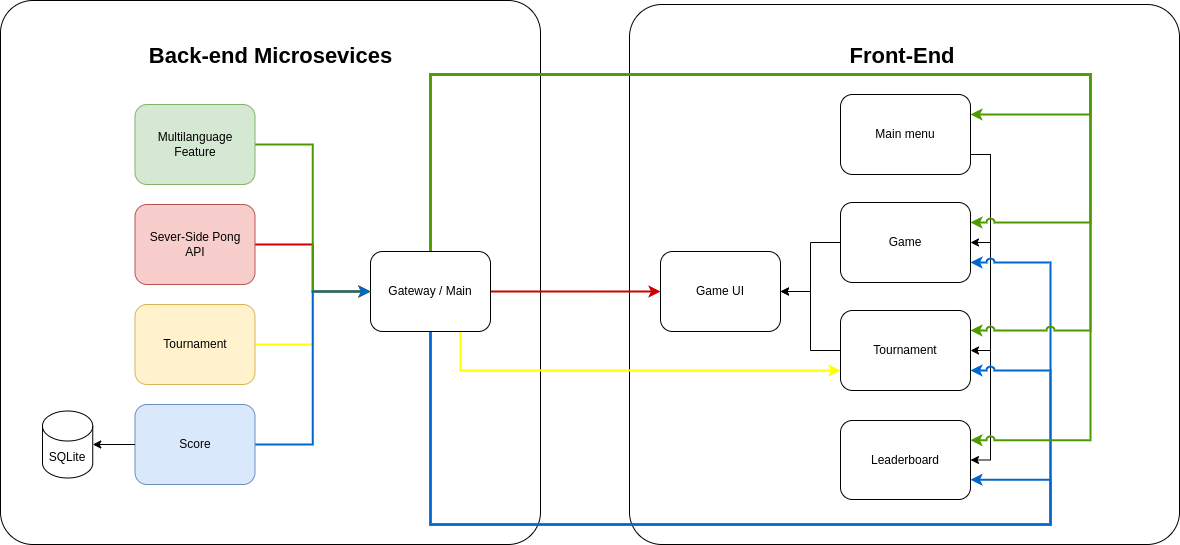 Back-end Microsevices
Multilanguage
Feature
Sever-Side Pong
API
Tournament
Score
SQLite
Gateway / Main
Front-End
Main menu
Game
Game UI
Tournament
Leaderboard